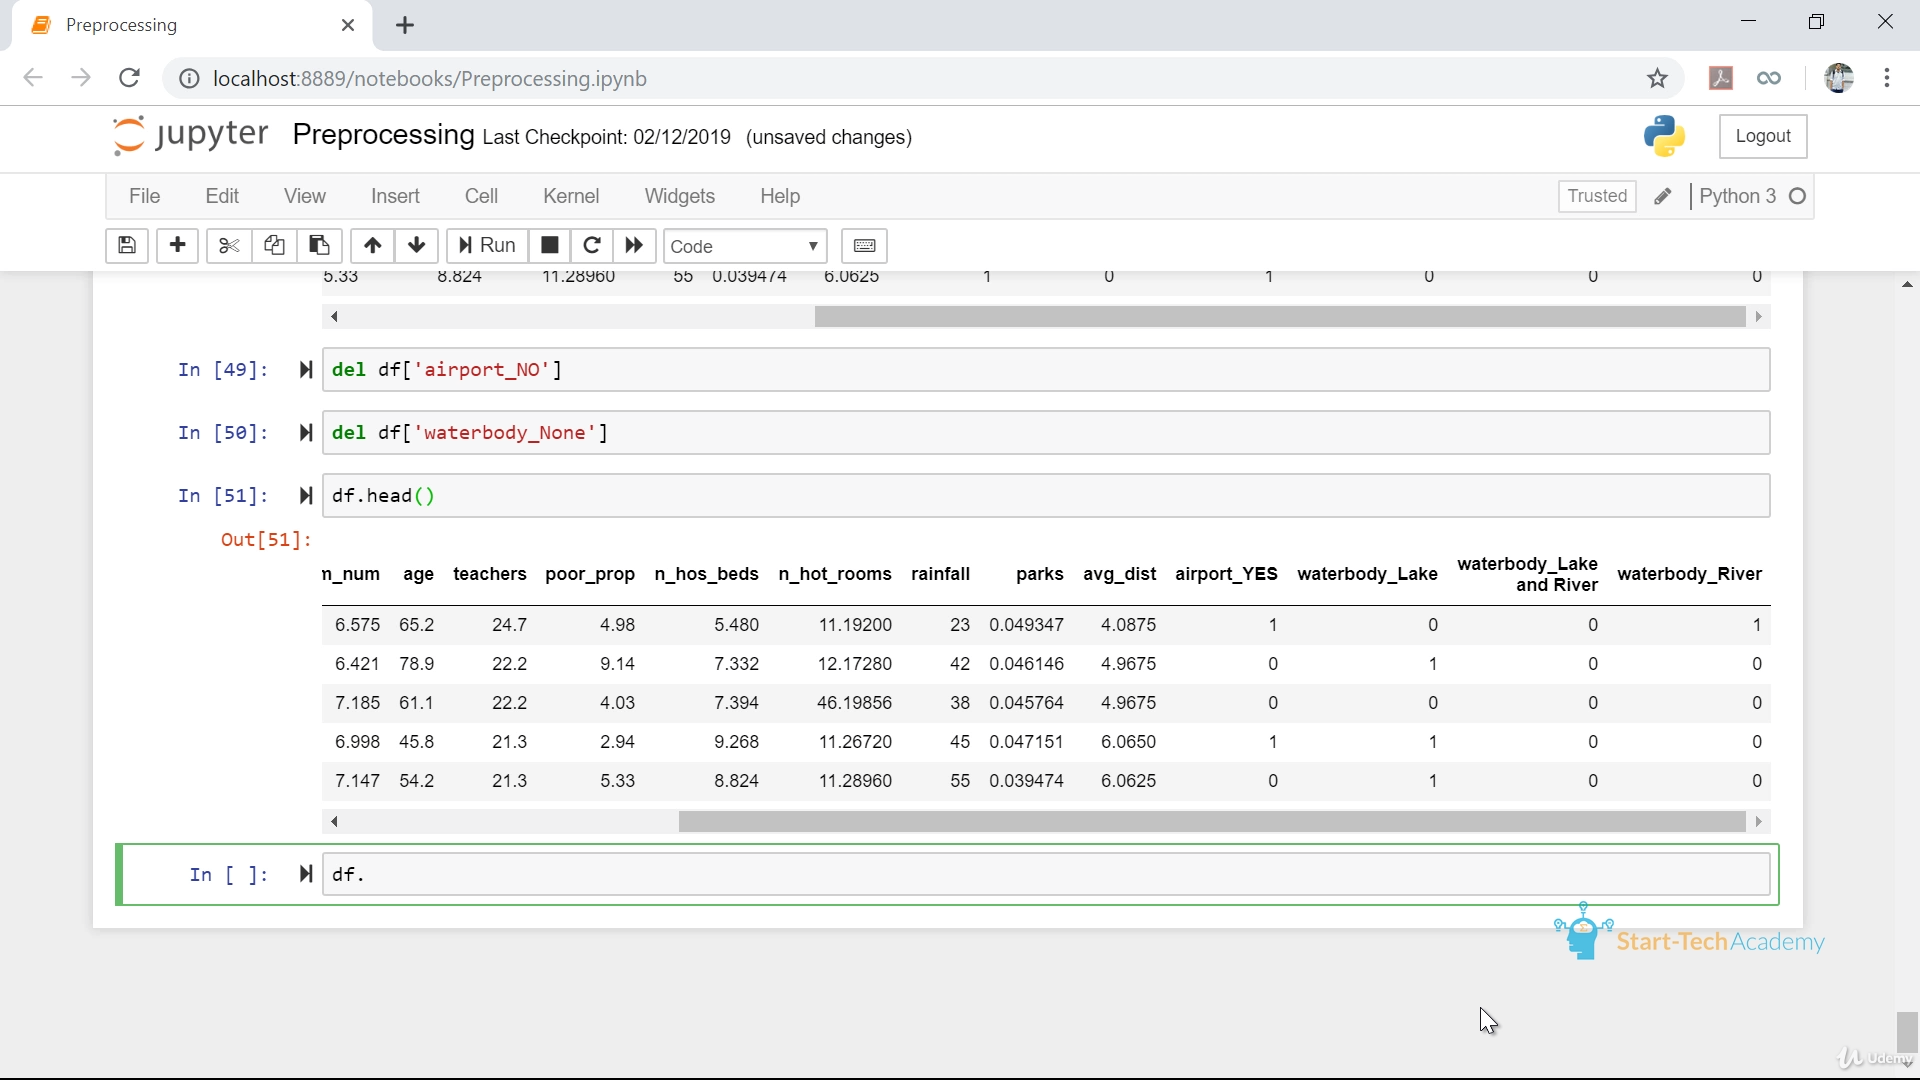 Preprocessing
localhost:8889/notebooks/Preprocessing.ipynb
jupyter Preprocessing Last Checkpoint: 02/12/2019 (unsaved changes) Logout
File Edit View Insert Cell Kernel Widgets Help Trusted Python 3
Run Code
5.33 8.824 11.28960 55 0.039474 6.0625 1 0 1 0 0 0
In [49]: del df['airport_NO']
In [50]: del df['waterbody_None']
In [51]: df.head()
Out[51]:
m_num age teachers poor_prop n_hos_beds n_hot_rooms rainfall parks avg_dist airport_YES waterbody_Lake waterbody_Lake and River waterbody_River
6.575 65.2 24.7 4.98 5.480 11.19200 23 0.049347 4.0875 1 0 0 1
6.421 78.9 22.2 9.14 7.332 12.17280 42 0.046146 4.9675 0 1 0 0
7.185 61.1 22.2 4.03 7.394 46.19856 38 0.045764 4.9675 0 0 0 0
6.998 45.8 21.3 2.94 9.268 11.26720 45 0.047151 6.0650 1 1 0 0
7.147 54.2 21.3 5.33 8.824 11.28960 55 0.039474 6.0625 0 1 0 0
In [ ]: df.
Start-Tech Academy
Udemy